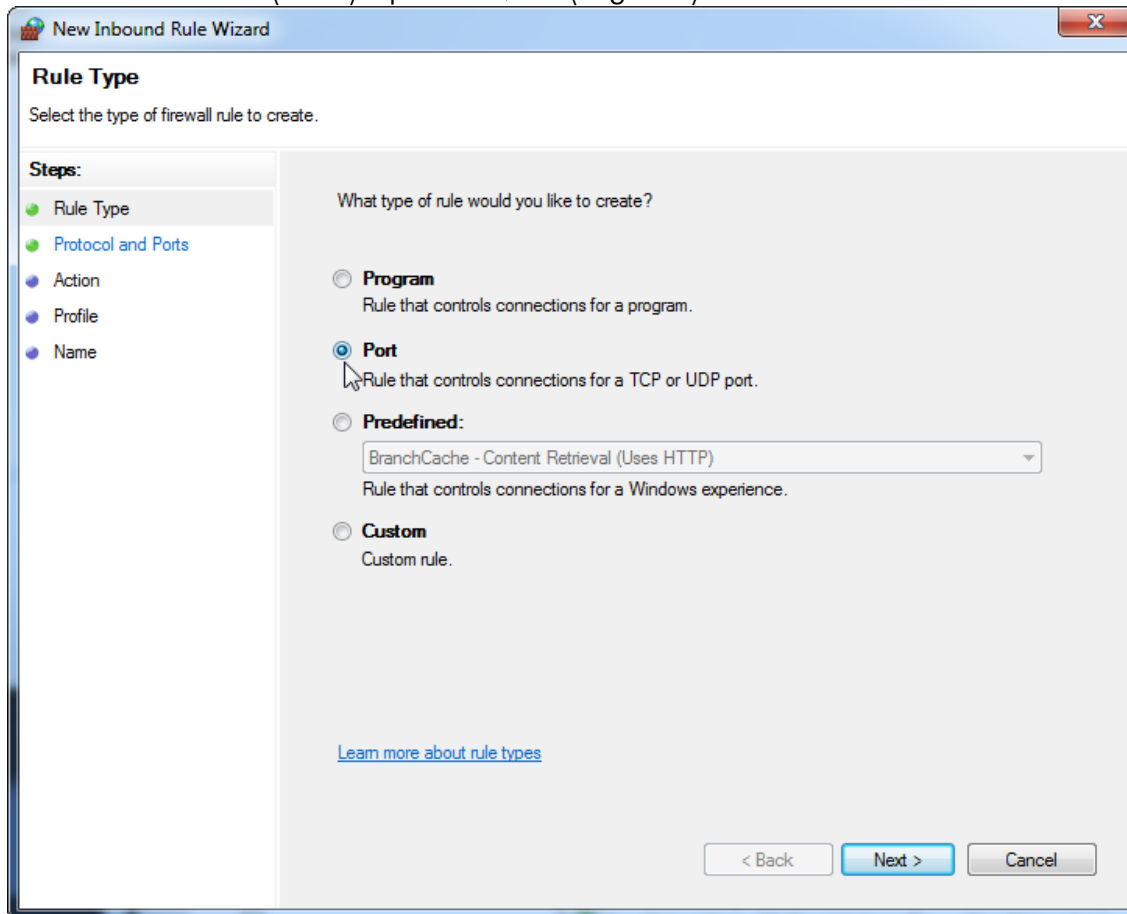 New Inbound Rule Wizard
Rule Type
Select the type of firewall rule to create.
Steps:
Rule Type
Protocol and Ports
Action
Profile
Name
What type of rule would you like to create?
Program
Rule that controls connections for a program.
Port
Rule that controls connections for a TCP or UDP port.
Predefined:
BranchCache - Content Retrieval (Uses HTTP)
Rule that controls connections for a Windows experience.
Custom
Custom rule.
Learn more about rule types
< Back
Next >
Cancel